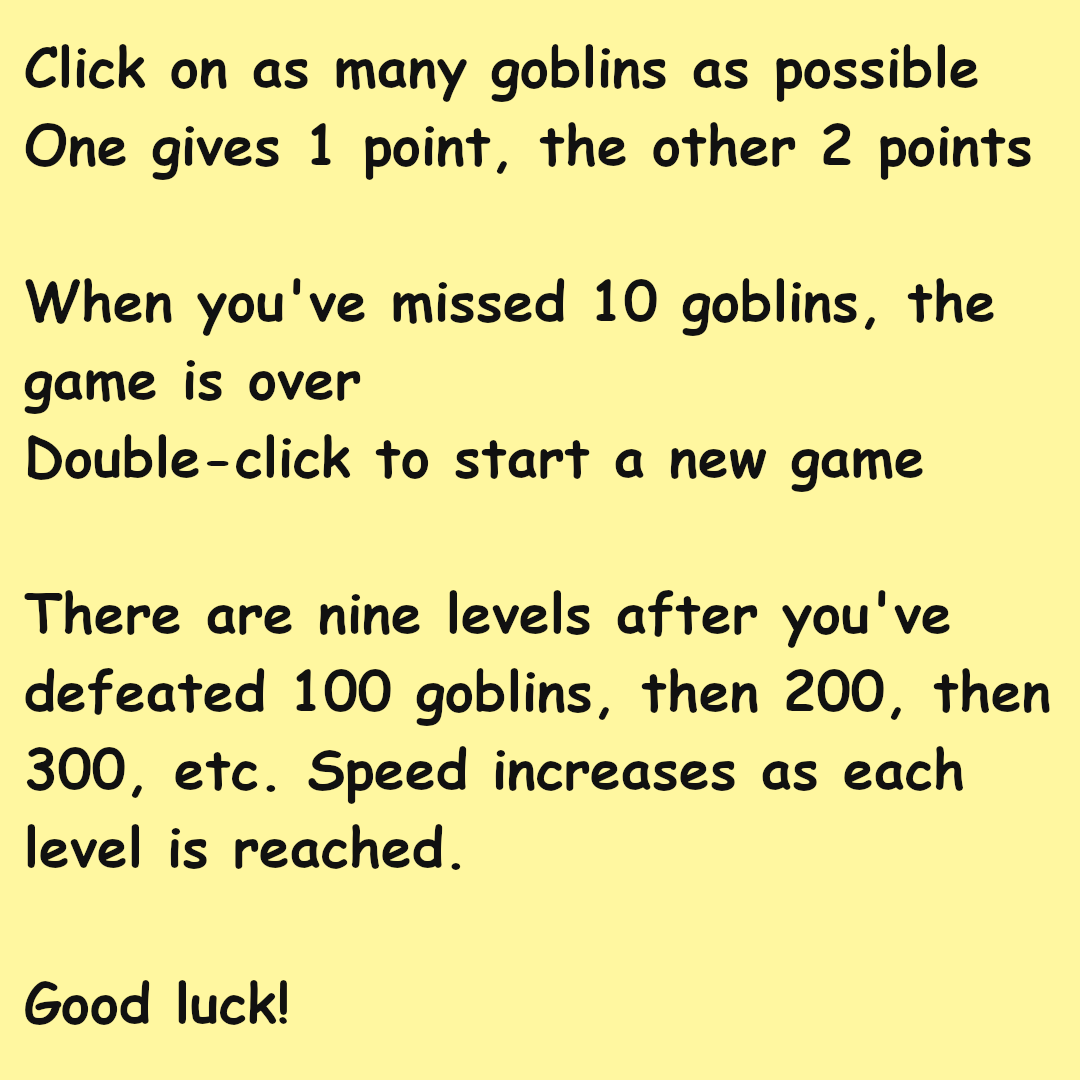 Click on as many goblins as possible
One gives 1 point, the other 2 points
When you've missed 10 goblins, the
game is over
Double-click to start a new game
There are nine levels after you've
defeated 100 goblins, then 200, then
300, etc. Speed increases as each
level is reached.
Good luck!